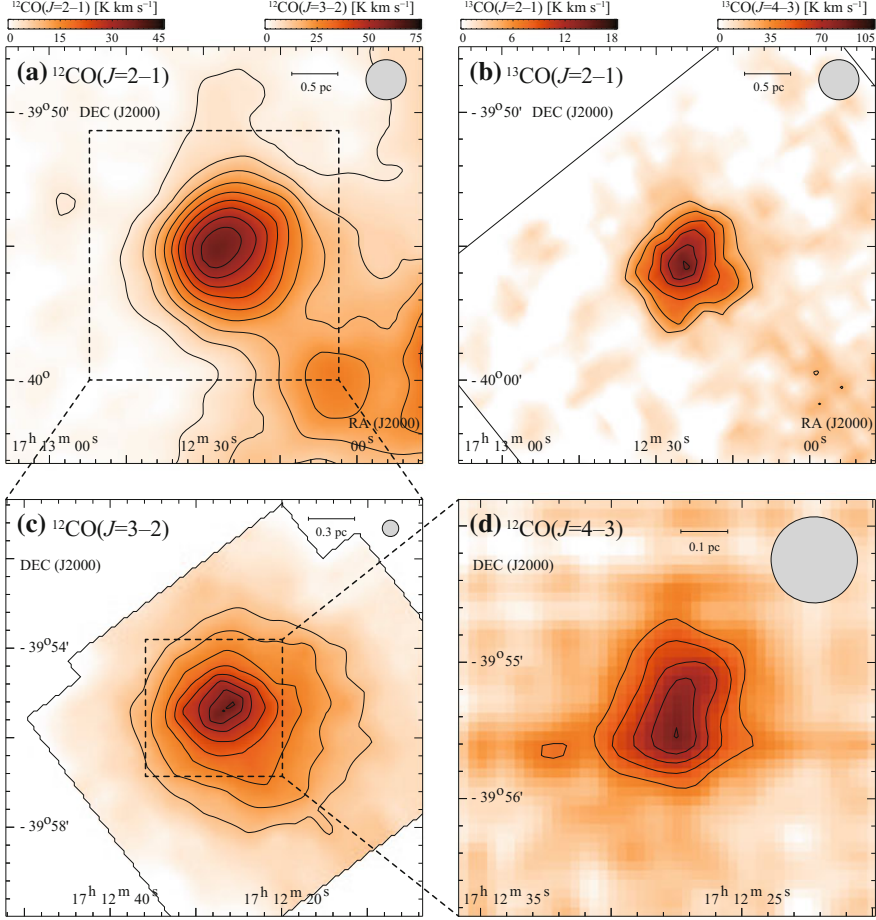 ¹²CO(J=2–1) [K km s⁻¹]
0 15 30 45
¹²CO(J=3–2) [K km s⁻¹]
0 25 50 75
¹³CO(J=2–1) [K km s⁻¹]
0 6 12 18
¹³CO(J=4–3) [K km s⁻¹]
0 35 70 105
(a) ¹²CO(J=2–1)
0.5 pc
- 39º 50' DEC (J2000)
- 40º
RA (J2000)
17ʰ 13ᵐ 00ˢ 12ᵐ 30ˢ 00ˢ
(b) ¹³CO(J=2–1)
0.5 pc
- 39º 50' DEC (J2000)
- 40º 00'
RA (J2000)
17ʰ 13ᵐ 00ˢ 12ᵐ 30ˢ 00ˢ
(c) ¹²CO(J=3–2)
0.3 pc
DEC (J2000)
- 39º 54'
- 39º 58'
17ʰ 12ᵐ 40ˢ 17ʰ 12ᵐ 20ˢ
(d) ¹²CO(J=4–3)
0.1 pc
DEC (J2000)
- 39º 55'
- 39º 56'
17ʰ 12ᵐ 35ˢ 17ʰ 12ᵐ 25ˢ